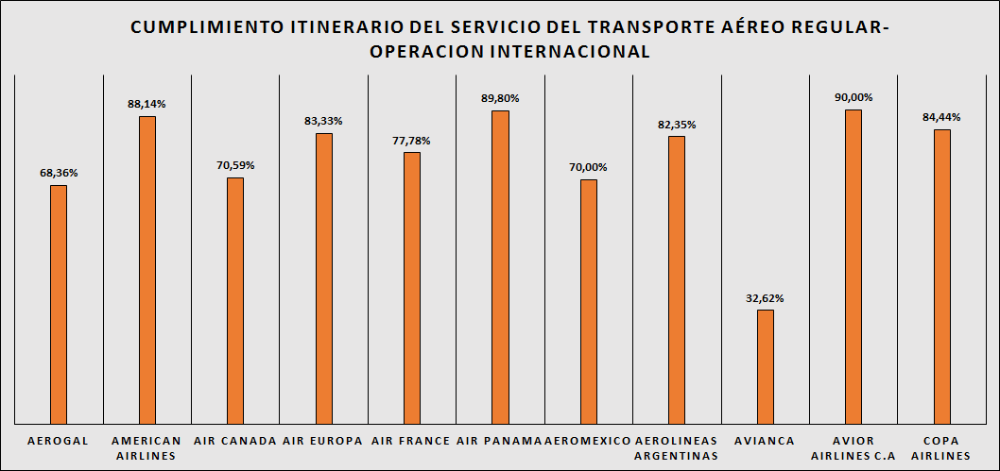 CUMPLIMIENTO ITINERARIO DEL SERVICIO DEL TRANSPORTE AÉREO REGULAR-
OPERACION INTERNACIONAL
68,36%
88,14%
70,59%
83,33%
77,78%
89,80%
70,00%
82,35%
32,62%
90,00%
84,44%
AEROGAL
AMERICAN
AIRLINES
AIR CANADA
AIR EUROPA
AIR FRANCE
AIR PANAMA
AEROMEXICO
AEROLINEAS
ARGENTINAS
AVIANCA
AVIOR
AIRLINES C.A
COPA
AIRLINES